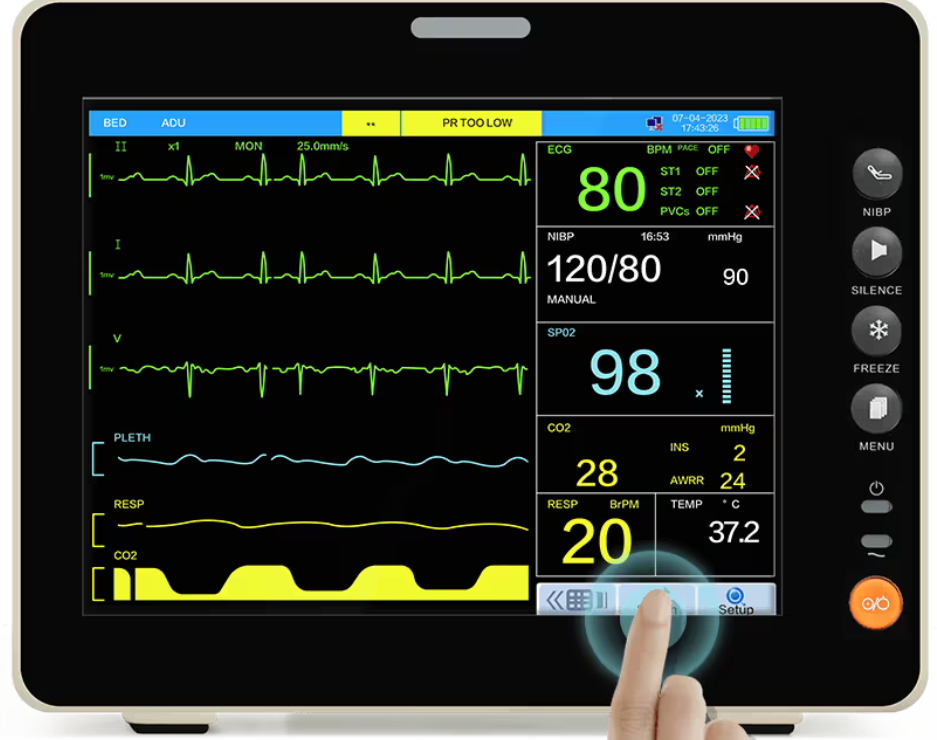 BED ADU ** PR TOO LOW 07-04-2023
17:43:26
II x1 MON 25.0mm/s
1mv
I
1mv
V
1mv
PLETH
RESP
CO2
ECG BPM PACE OFF
80
ST1 OFF
ST2 OFF
PVCs OFF
NIBP 16:53 mmHg
120/80 90
MANUAL
SPO2
98 x
CO2 mmHg
28
INS 2
AWRR 24
RESP BrPM
20
TEMP ° C
37.2
Setup
NIBP
SILENCE
FREEZE
MENU